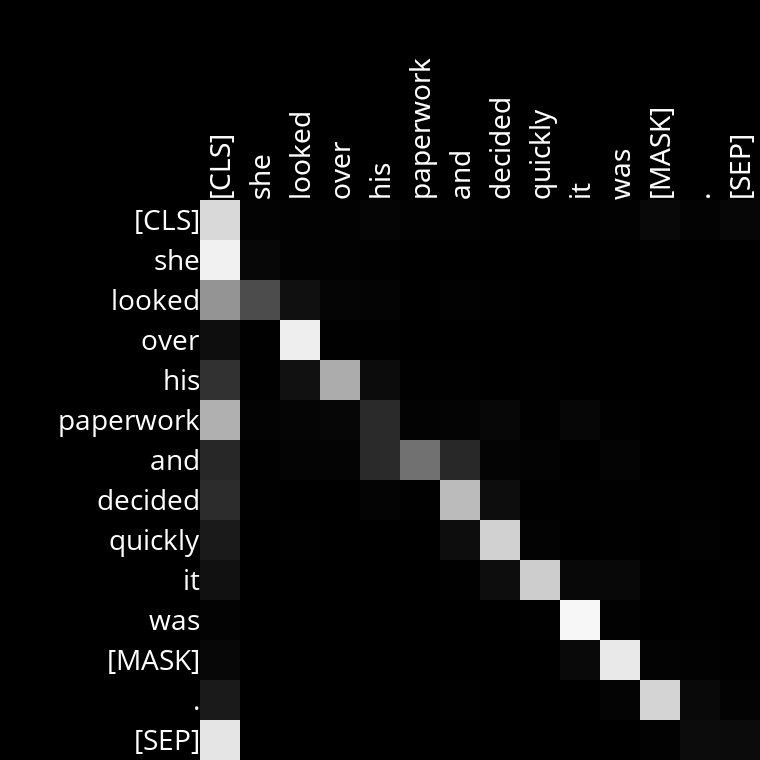 [CLS] she looked over his paperwork and decided quickly it was [MASK] . [SEP]
[CLS]
she
looked
over
his
paperwork
and
decided
quickly
it
was
[MASK]
.
[SEP]